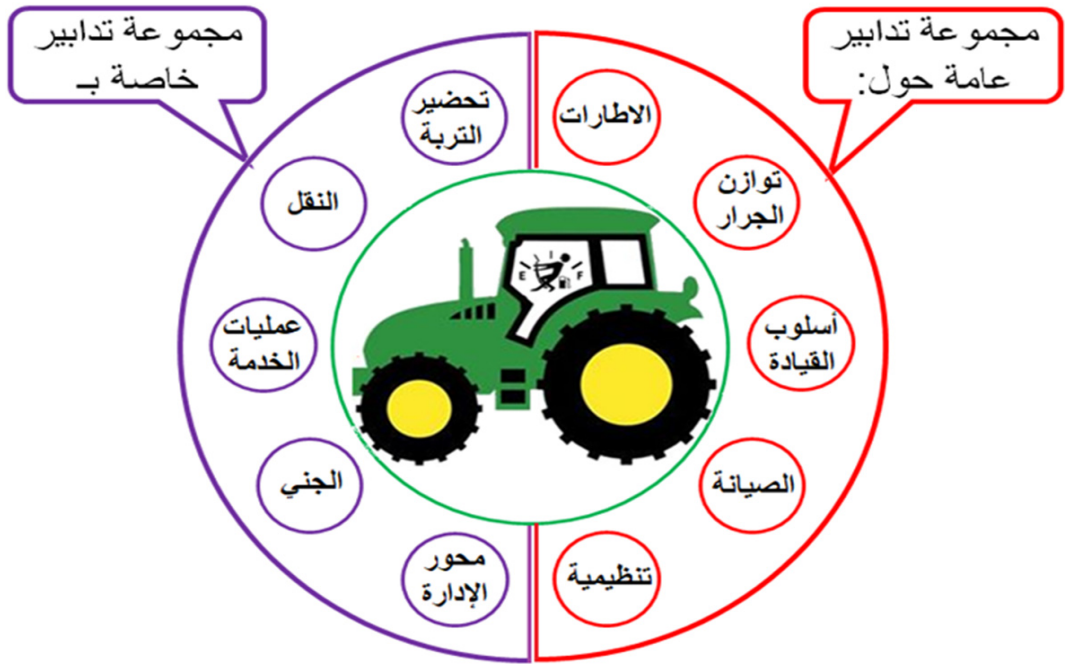 مجموعة تدابير
عامة حول:
الاطارات
توازن
الجرار
أسلوب
القيادة
الصيانة
تنظيمية
مجموعة تدابير
خاصة بـ
تحضير
التربة
النقل
عمليات
الخدمة
الجني
محور
الإدارة
E
F